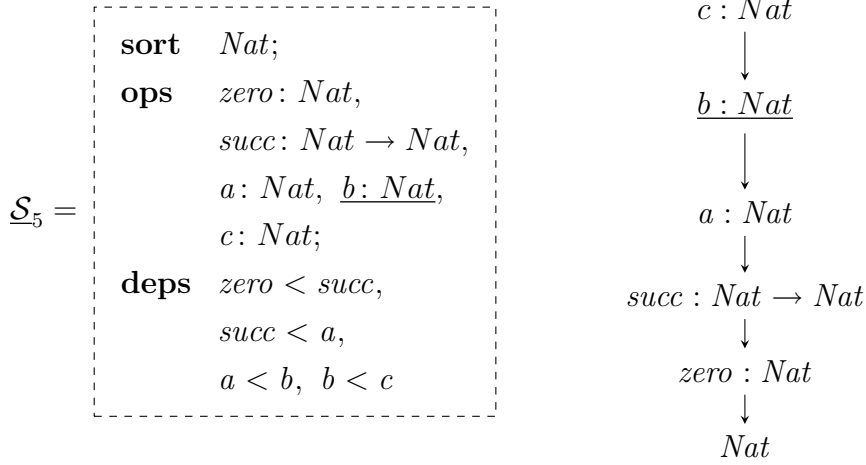 sort Nat;
ops zero: Nat,
succ: Nat → Nat,
a: Nat, b: Nat,
S₅ =
c: Nat;
deps zero < succ,
succ < a,
a < b, b < c
c : Nat
b : Nat
a : Nat
succ : Nat → Nat
zero : Nat
Nat